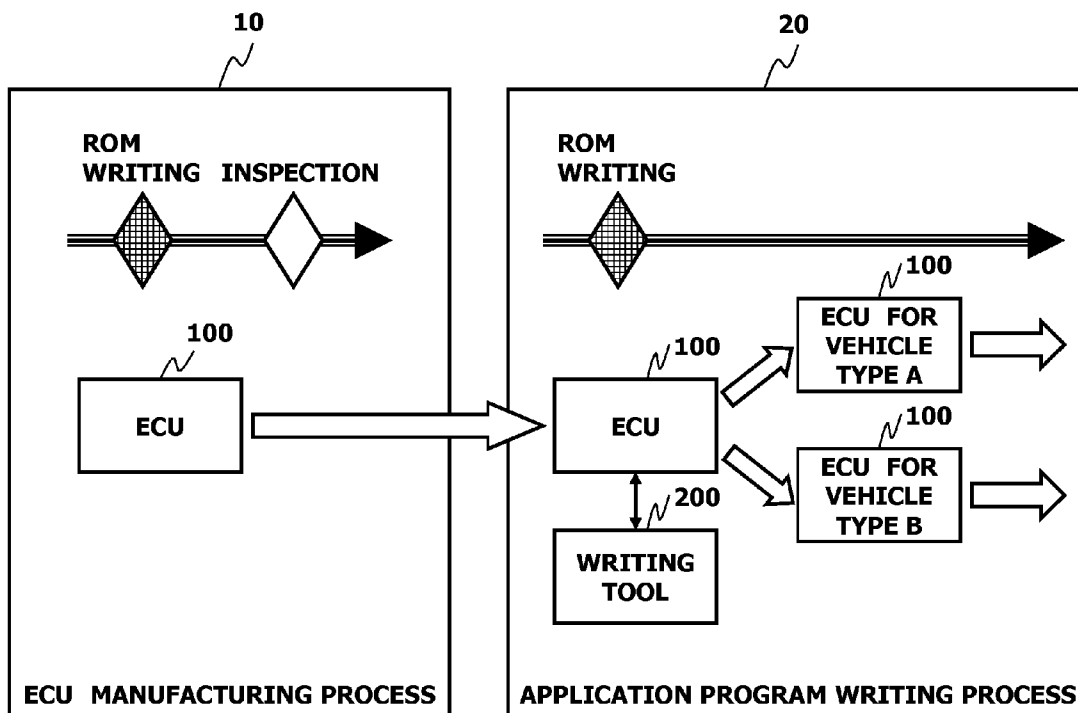 10
20
ROM
WRITING INSPECTION
ROM
WRITING
100
ECU
100
ECU
100
ECU FOR
VEHICLE
TYPE A
100
ECU FOR
VEHICLE
TYPE B
200
WRITING
TOOL
ECU MANUFACTURING PROCESS
APPLICATION PROGRAM WRITING PROCESS